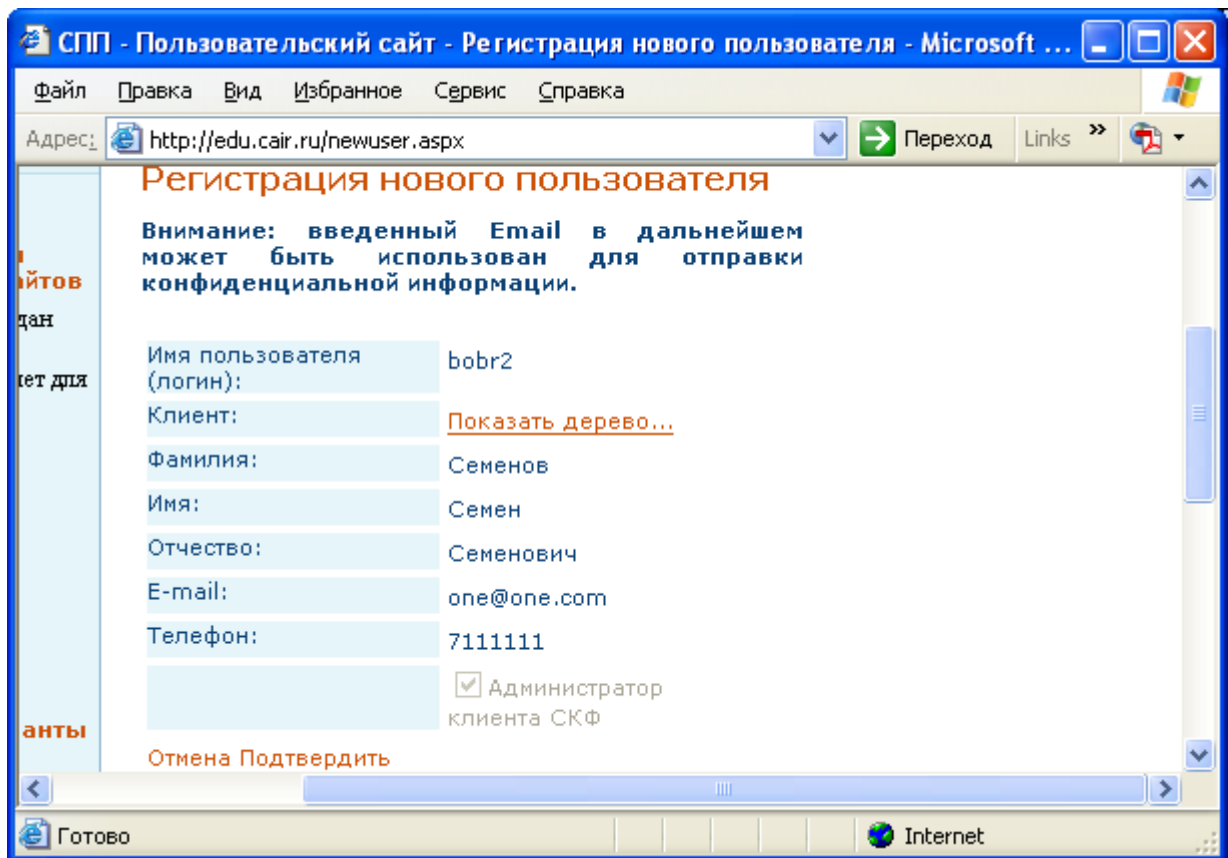 СПП - Пользовательский сайт - Регистрация нового пользователя - Microsoft ...
Файл Правка Вид Избранное Сервис Справка
Адрес: http://edu.cair.ru/newuser.aspx Переход Links »
Регистрация нового пользователя
Внимание: введенный Email в дальнейшем
может быть использован для отправки
конфиденциальной информации.
айтов
дан
ет для
анты
Имя пользователя
(логин):
bobr2
Клиент: Показать дерево...
Фамилия: Семенов
Имя: Семен
Отчество: Семенович
E-mail: one@one.com
Телефон: 7111111
Администратор
клиента СКФ
Отмена Подтвердить
Готово Internet